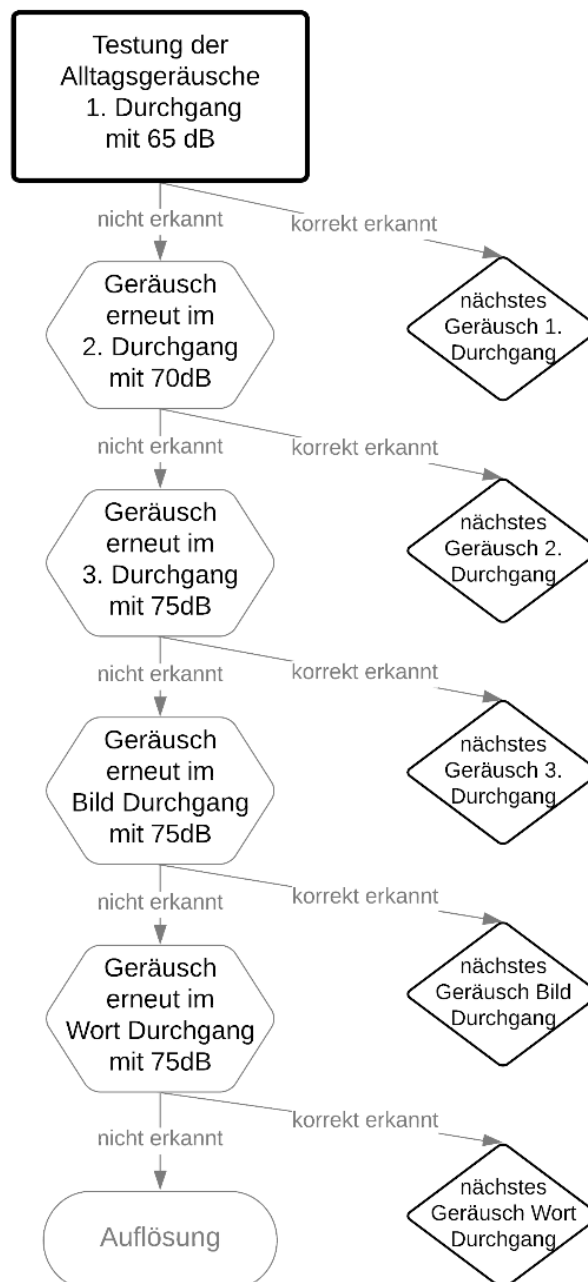 Testung der
Alltagsgeräusche
1. Durchgang
mit 65 dB
nicht erkannt
korrekt erkannt
Geräusch
erneut im
2. Durchgang
mit 70dB
nächstes
Geräusch 1.
Durchgang
nicht erkannt
korrekt erkannt
Geräusch
erneut im
3. Durchgang
mit 75dB
nächstes
Geräusch 2.
Durchgang
nicht erkannt
korrekt erkannt
Geräusch
erneut im
Bild Durchgang
mit 75dB
nächstes
Geräusch 3.
Durchgang
nicht erkannt
korrekt erkannt
Geräusch
erneut im
Wort Durchgang
mit 75dB
nächstes
Geräusch Bild
Durchgang
nicht erkannt
korrekt erkannt
Auflösung
nächstes
Geräusch Wort
Durchgang